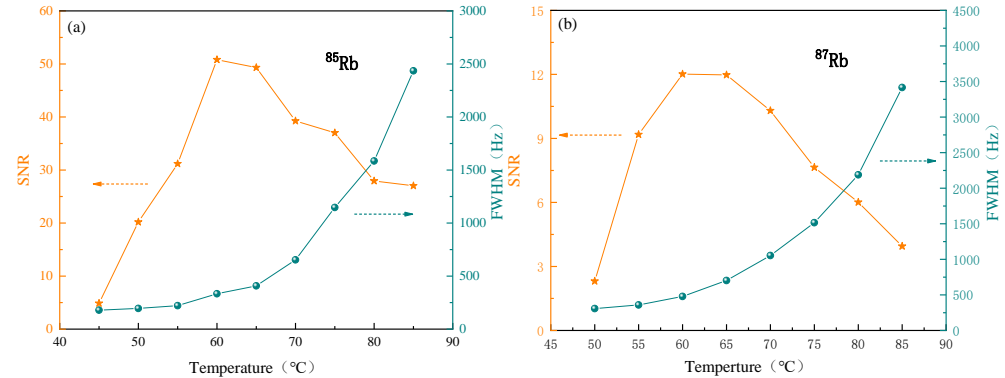 (a)
⁸⁵Rb
SNR
60
50
40
30
20
10
0
FWHM（Hz）
3000
2500
2000
1500
1000
500
0
40 50 60 70 80 90
Temperature（℃）
(b)
⁸⁷Rb
SNR
15
12
9
6
3
0
FWHM（Hz）
4500
4000
3500
3000
2500
2000
1500
1000
500
0
45 50 55 60 65 70 75 80 85 90
Temperture（℃）